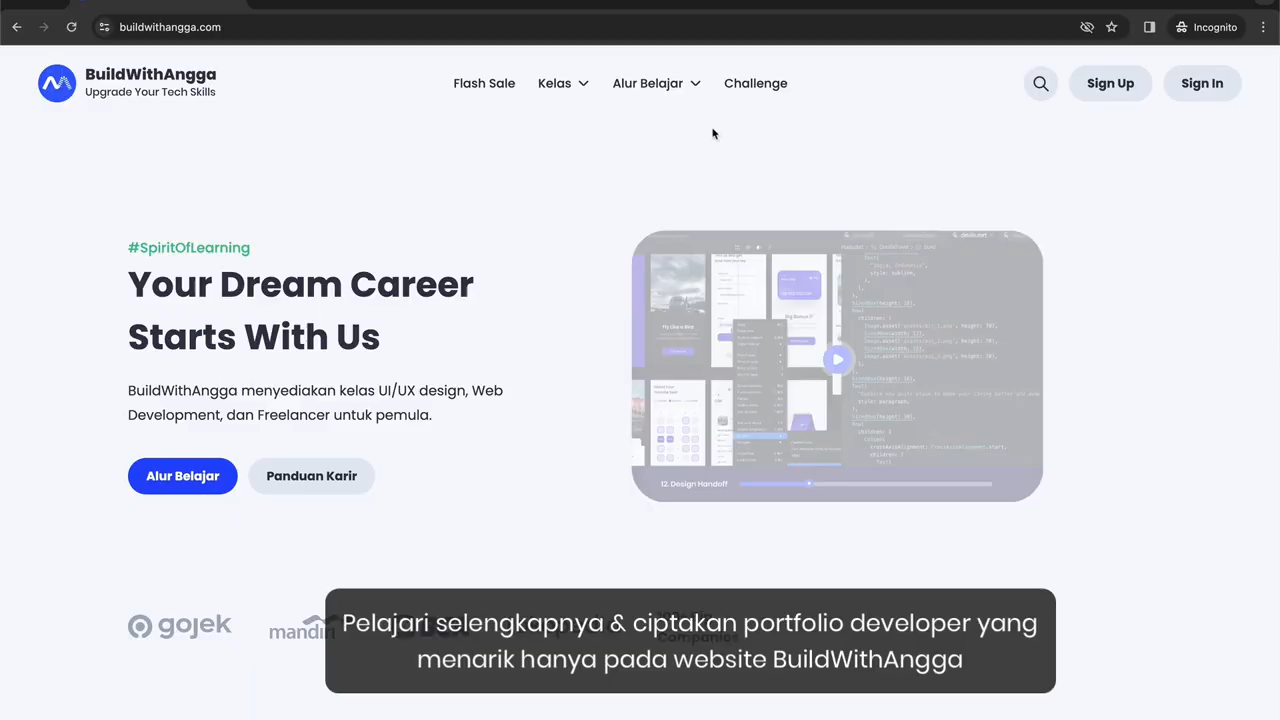 buildwithangga.com
Incognito
BuildWithAngga
Upgrade Your Tech Skills
Flash Sale
Kelas
Alur Belajar
Challenge
Sign Up
Sign In
#SpiritOfLearning
Your Dream Career
Starts With Us
BuildWithAngga menyediakan kelas UI/UX design, Web
Development, dan Freelancer untuk pemula.
Alur Belajar
Panduan Karir
12. Design Handoff
gojek
mandiri
Pelajari selengkapnya & ciptakan portfolio developer yang
menarik hanya pada website BuildWithAngga